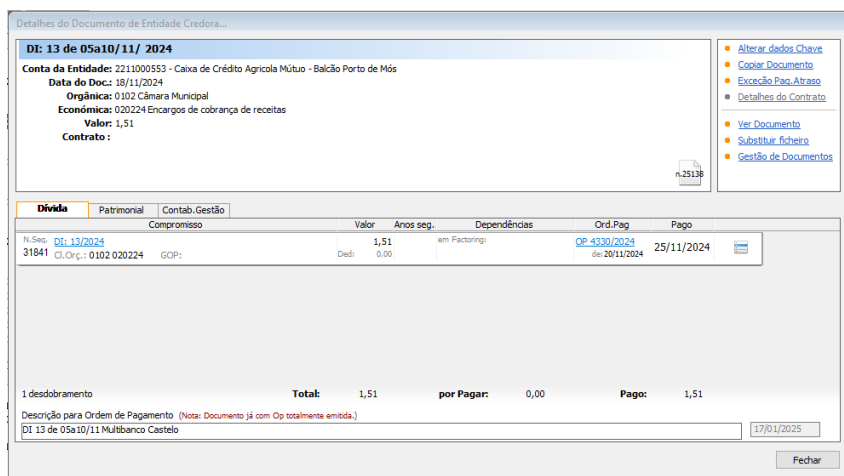 Detalhes do Documento de Entidade Credora...
DI: 13 de 05a10/11/ 2024
Conta da Entidade: 2211000553 - Caixa de Crédito Agricola Mútuo - Balcão Porto de Mós
Data do Doc.: 18/11/2024
Orgânica: 0102 Câmara Municipal
Económica: 020224 Encargos de cobrança de receitas
Valor: 1,51
Contrato :
n.25138
Alterar dados Chave
Copiar Documento
Exceção Pag.Atraso
Detalhes do Contrato
Ver Documento
Substituir ficheiro
Gestão de Documentos
Dívida Patrimonial Contab.Gestão
Compromisso Valor Anos seg. Dependências Ord.Pag Pago
N.Seq. DI: 13/2024 1,51 em Factoring: OP 4330/2024 25/11/2024
31841 Cl.Orç.: 0102 020224 GOP: Ded: 0,00 de: 20/11/2024
1 desdobramento Total: 1,51 por Pagar: 0,00 Pago: 1,51
Descrição para Ordem de Pagamento (Nota: Documento já com Op totalmente emitida.)
DI 13 de 05a10/11 Multibanco Castelo
17/01/2025
Fechar